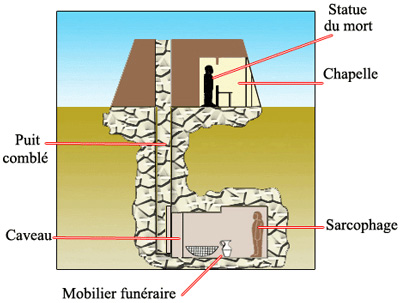 Statue
du mort
Chapelle
Puit
comblé
Caveau
Sarcophage
Mobilier funéraire